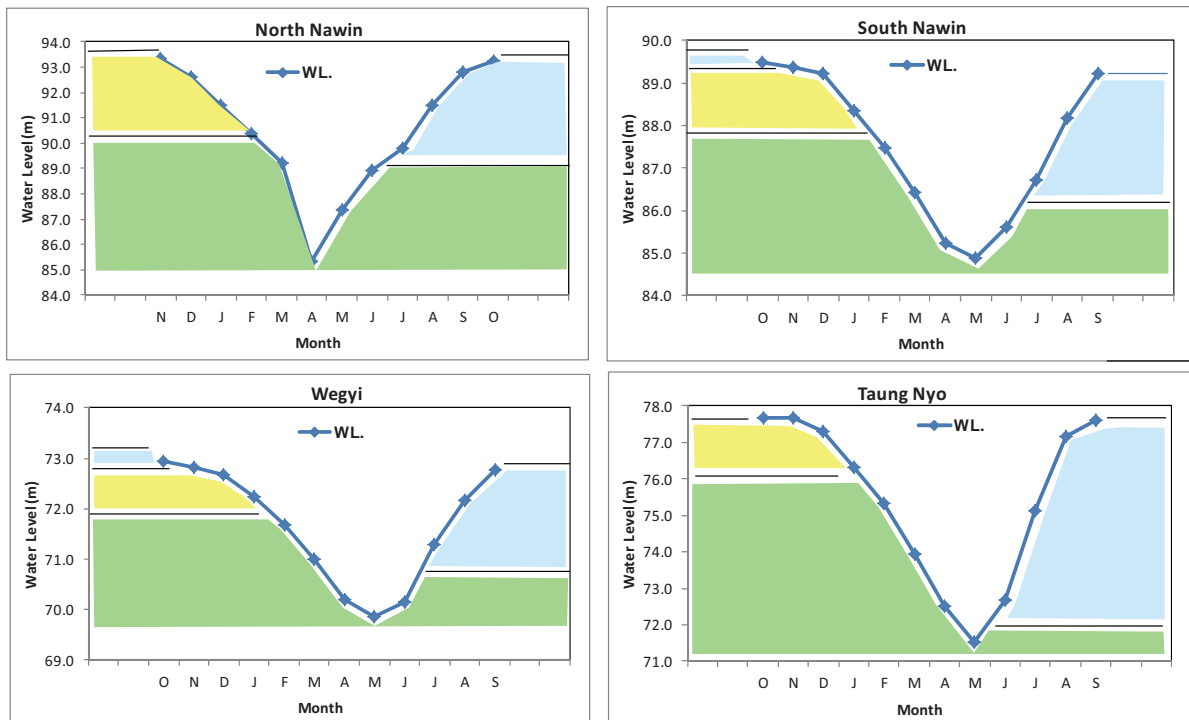 North Nawin
WL.
Water Level(m)
94.0
93.0
92.0
91.0
90.0
89.0
88.0
87.0
86.0
85.0
84.0
N D J F M A M J J A S O
Month
South Nawin
WL.
Water Level(m)
90.0
89.0
88.0
87.0
86.0
85.0
84.0
O N D J F M A M J J A S
Month
Wegyi
WL.
Water Level(m)
74.0
73.0
72.0
71.0
70.0
69.0
O N D J F M A M J J A S
Month
Taung Nyo
WL.
Water Level(m)
78.0
77.0
76.0
75.0
74.0
73.0
72.0
71.0
O N D J F M A M J J A S
Month